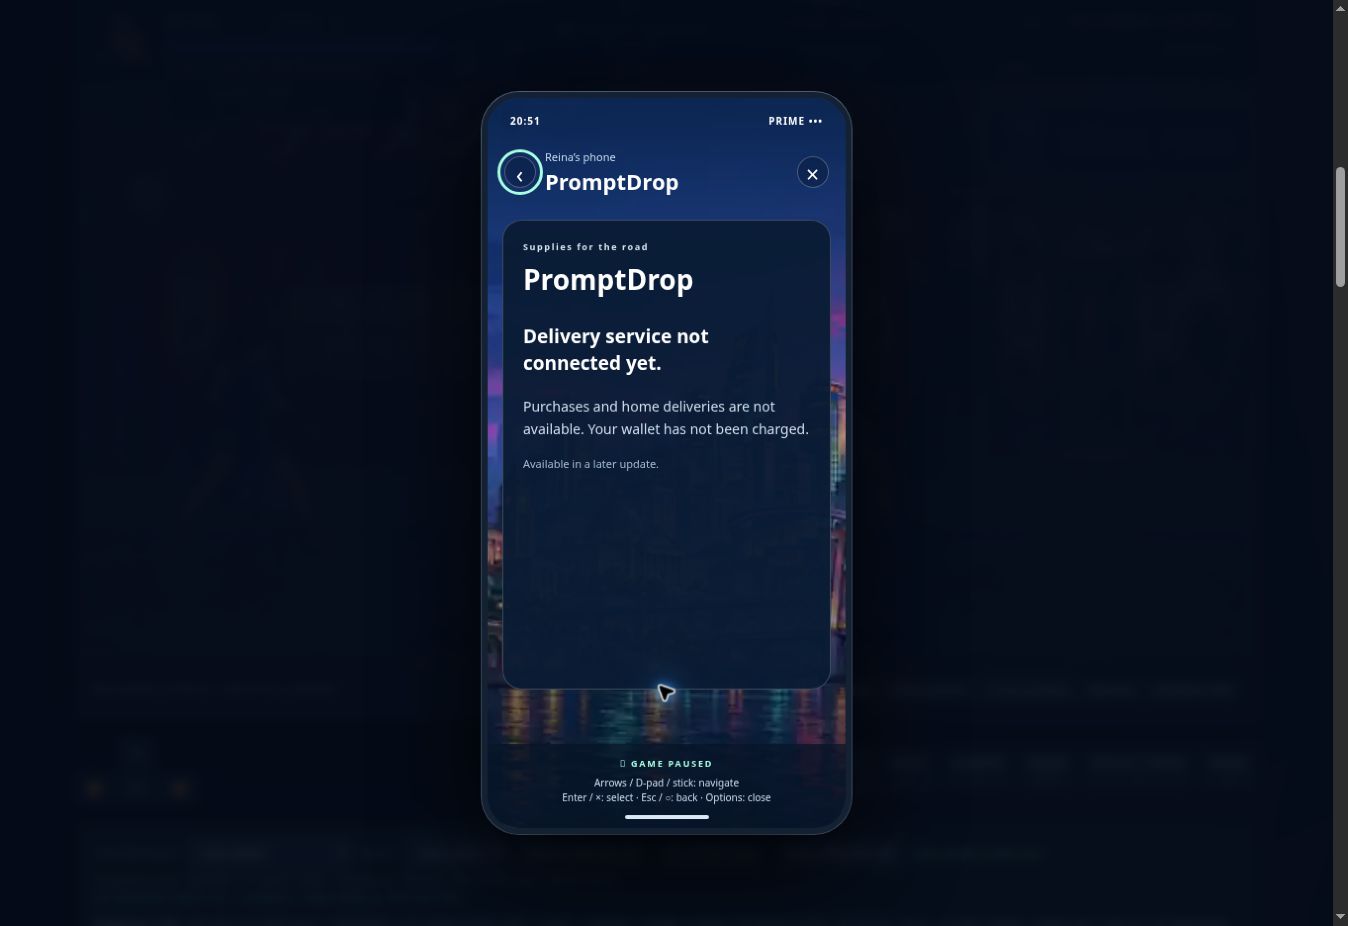 20:51
PRIME •••
‹
Reina's phone
PromptDrop
×
Supplies for the road
PromptDrop
Delivery service not
connected yet.
Purchases and home deliveries are not
available. Your wallet has not been charged.
Available in a later update.
GAME PAUSED
Arrows / D-pad / stick: navigate
Enter / ×: select · Esc / ○: back · Options: close